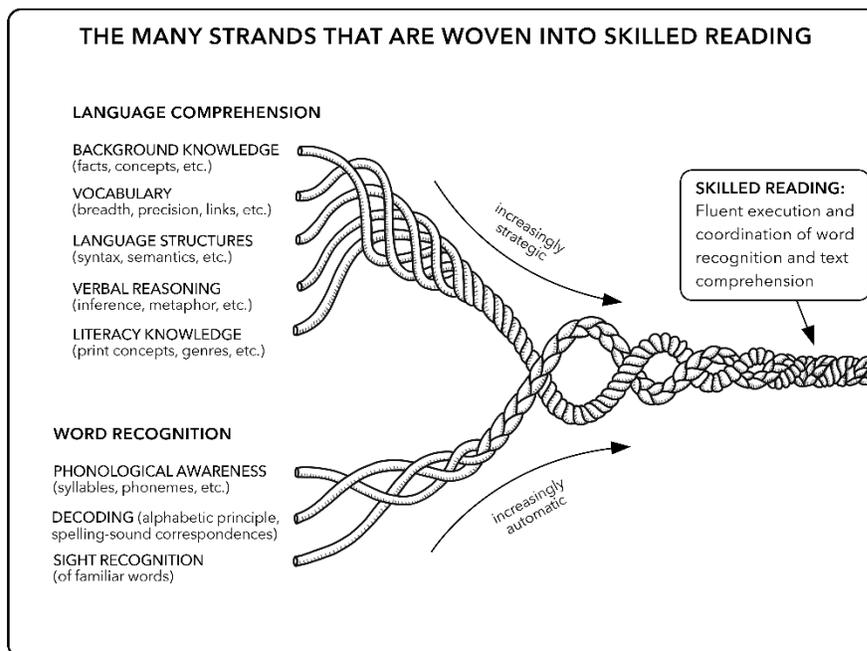 THE MANY STRANDS THAT ARE WOVEN INTO SKILLED READING
LANGUAGE COMPREHENSION
BACKGROUND KNOWLEDGE
(facts, concepts, etc.)
VOCABULARY
(breadth, precision, links, etc.)
LANGUAGE STRUCTURES
(syntax, semantics, etc.)
VERBAL REASONING
(inference, metaphor, etc.)
LITERACY KNOWLEDGE
(print concepts, genres, etc.)
increasingly
strategic
SKILLED READING:
Fluent execution and
coordination of word
recognition and text
comprehension
WORD RECOGNITION
PHONOLOGICAL AWARENESS
(syllables, phonemes, etc.)
DECODING (alphabetic principle,
spelling-sound correspondences)
SIGHT RECOGNITION
(of familiar words)
increasingly
automatic